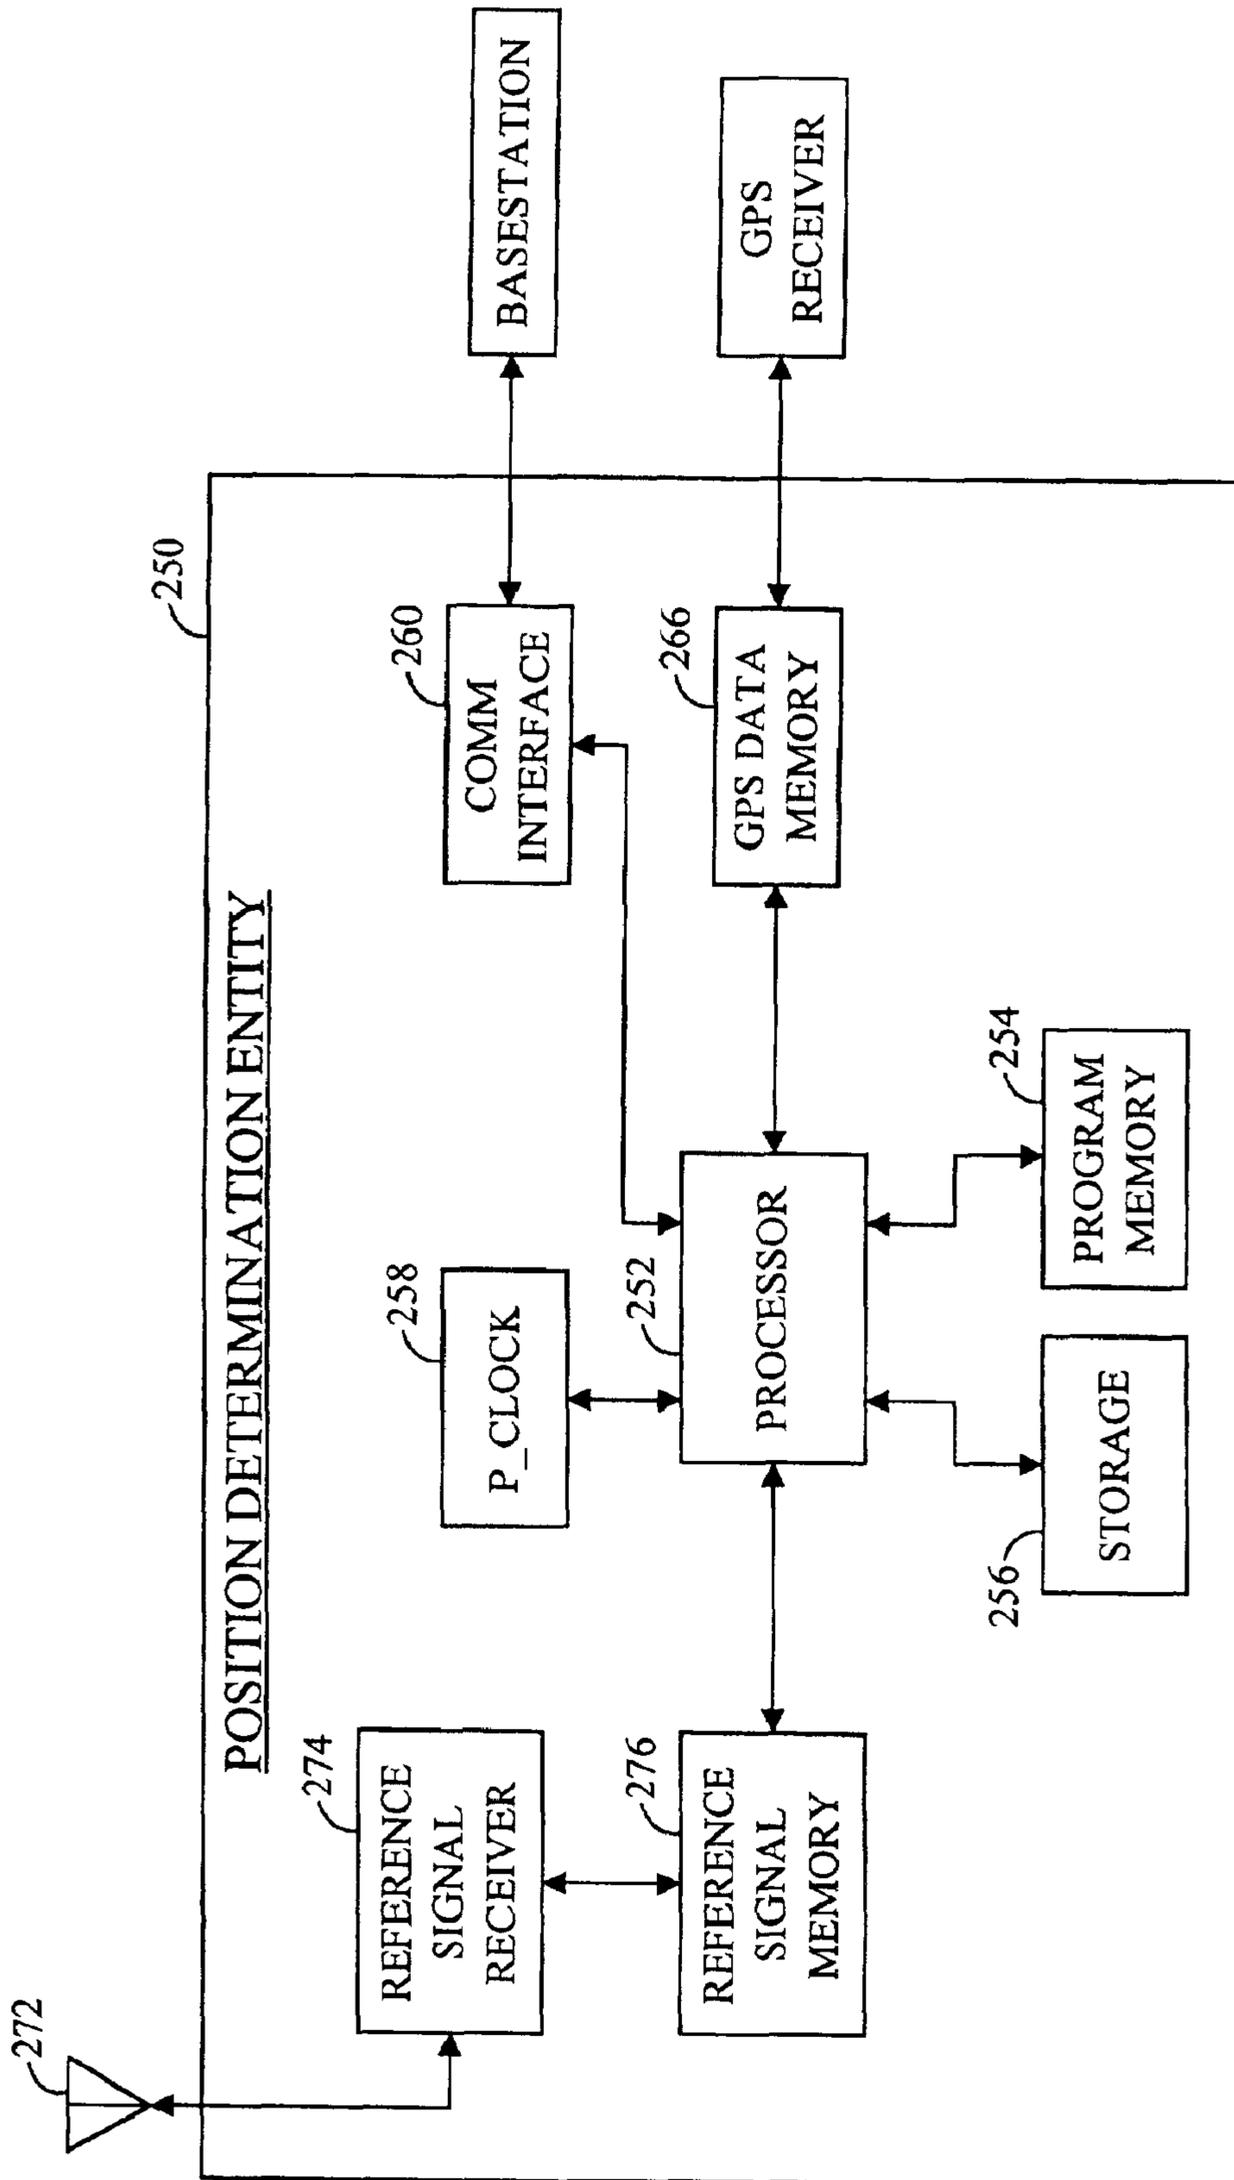 272
250
POSITION DETERMINATION ENTITY
274
REFERENCE
SIGNAL
RECEIVER
258
P_CLOCK
260
COMM
INTERFACE
BASESTATION
276
REFERENCE
SIGNAL
MEMORY
252
PROCESSOR
266
GPS DATA
MEMORY
GPS
RECEIVER
256
STORAGE
254
PROGRAM
MEMORY